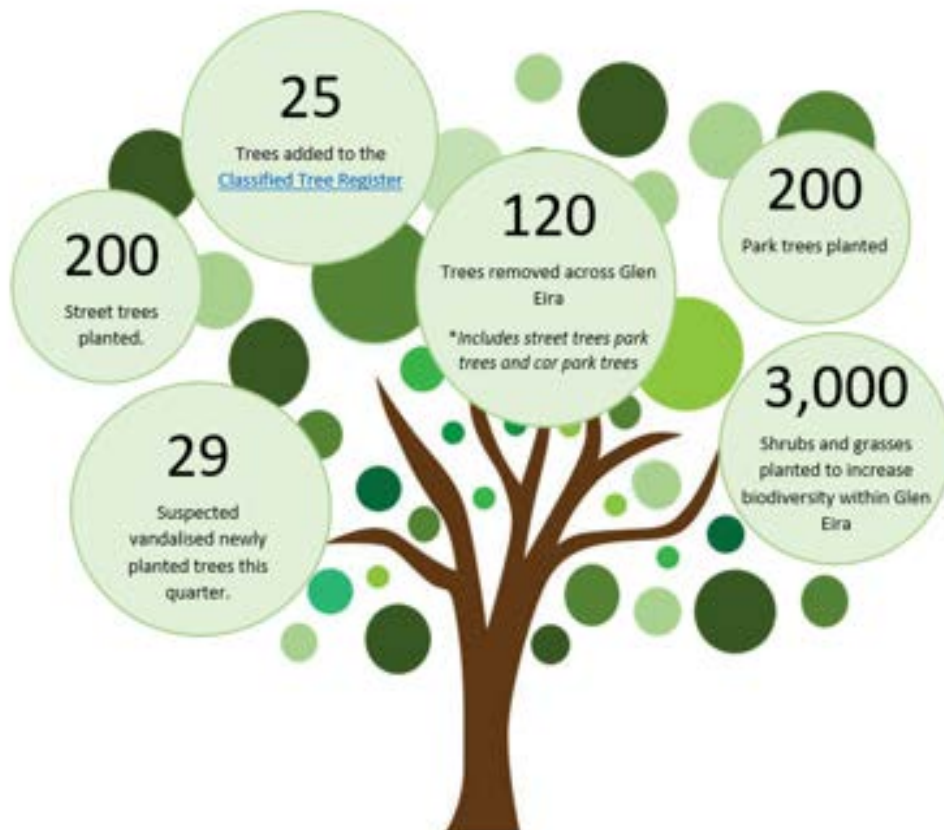 25
Trees added to the
Classified Tree Register
200
Street trees
planted.
120
Trees removed across Glen
Eira
*Includes street trees park
trees and car park trees
200
Park trees planted
29
Suspected
vandalised newly
planted trees this
quarter.
3,000
Shrubs and grasses
planted to increase
biodiversity within Glen
Eira